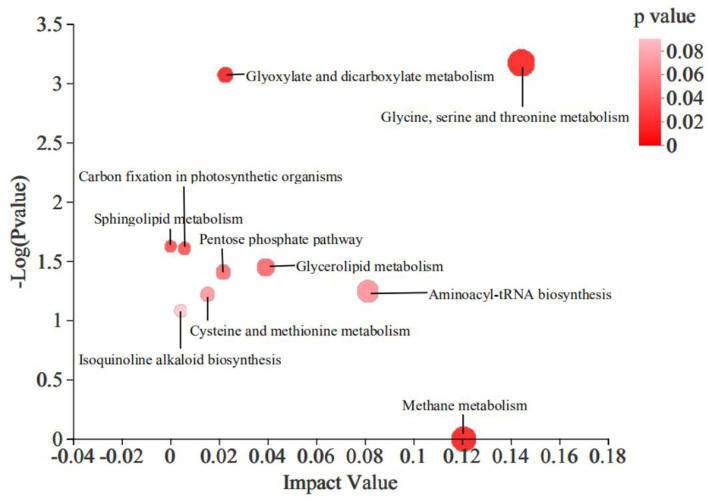 3.5
p value
3
Glyoxylate and dicarboxylate metabolism
0.08
0.06
0.04
0.02
0
Glycine, serine and threonine metabolism
2.5
2
Carbon fixation in photosynthetic organisms
Sphingolipid metabolism
Pentose phosphate pathway
-Log(Pvalue)
1.5
Glycerolipid metabolism
Aminoacyl-tRNA biosynthesis
1
Cysteine and methionine metabolism
Isoquinoline alkaloid biosynthesis
0.5
Methane metabolism
0
-0.04 -0.02 0 0.02 0.04 0.06 0.08 0.1 0.12 0.14 0.16 0.18
Impact Value